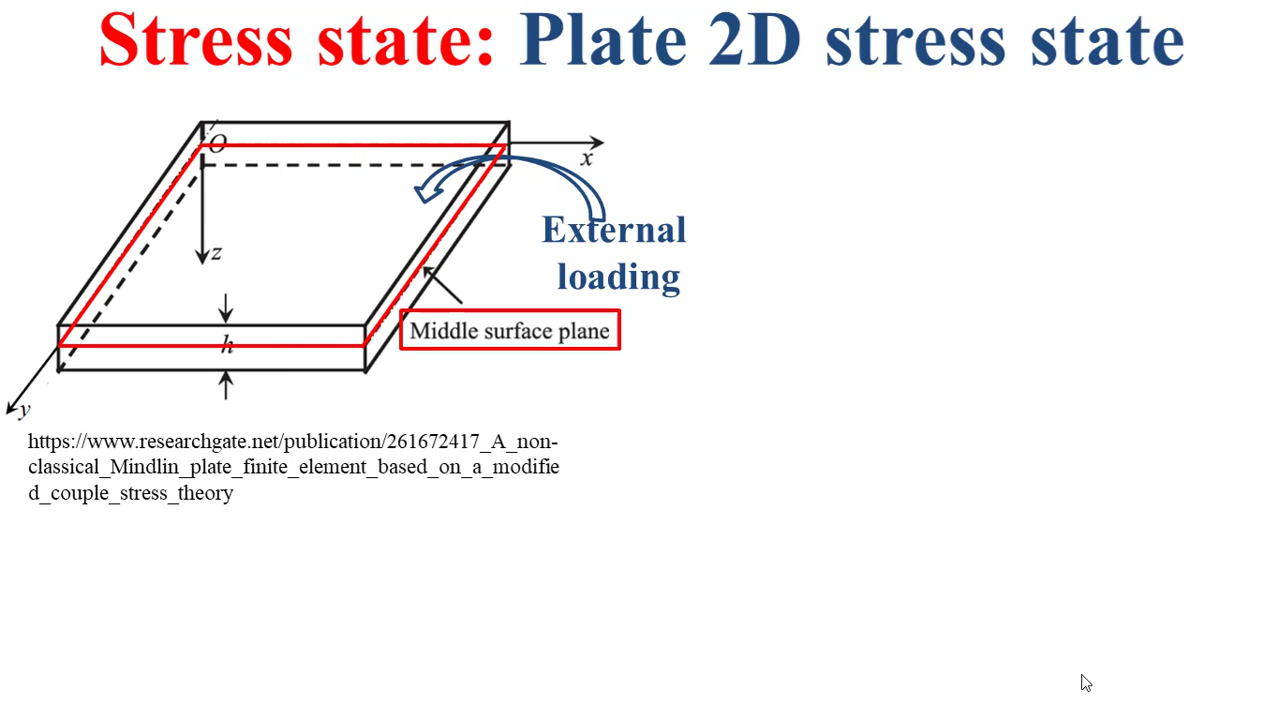 Stress state: Plate 2D stress state
O
x
z
External
loading
Middle surface plane
h
y
https://www.researchgate.net/publication/261672417_A_non-
classical_Mindlin_plate_finite_element_based_on_a_modifie
d_couple_stress_theory